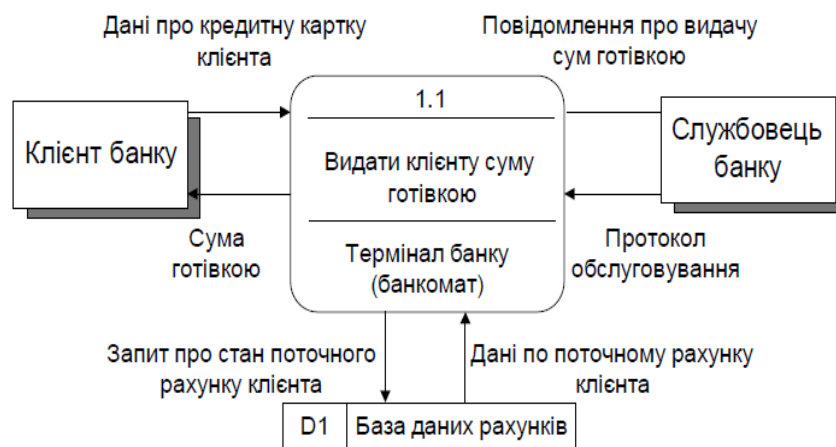 Дані про кредитну картку
клієнта
Повідомлення про видачу
сум готівкою
1.1
Клієнт банку
Видати клієнту суму
готівкою
Службовець
банку
Сума
готівкою
Термінал банку
(банкомат)
Протокол
обслуговування
Запит про стан поточного
рахунку клієнта
Дані по поточному рахунку
клієнта
D1
База даних рахунків